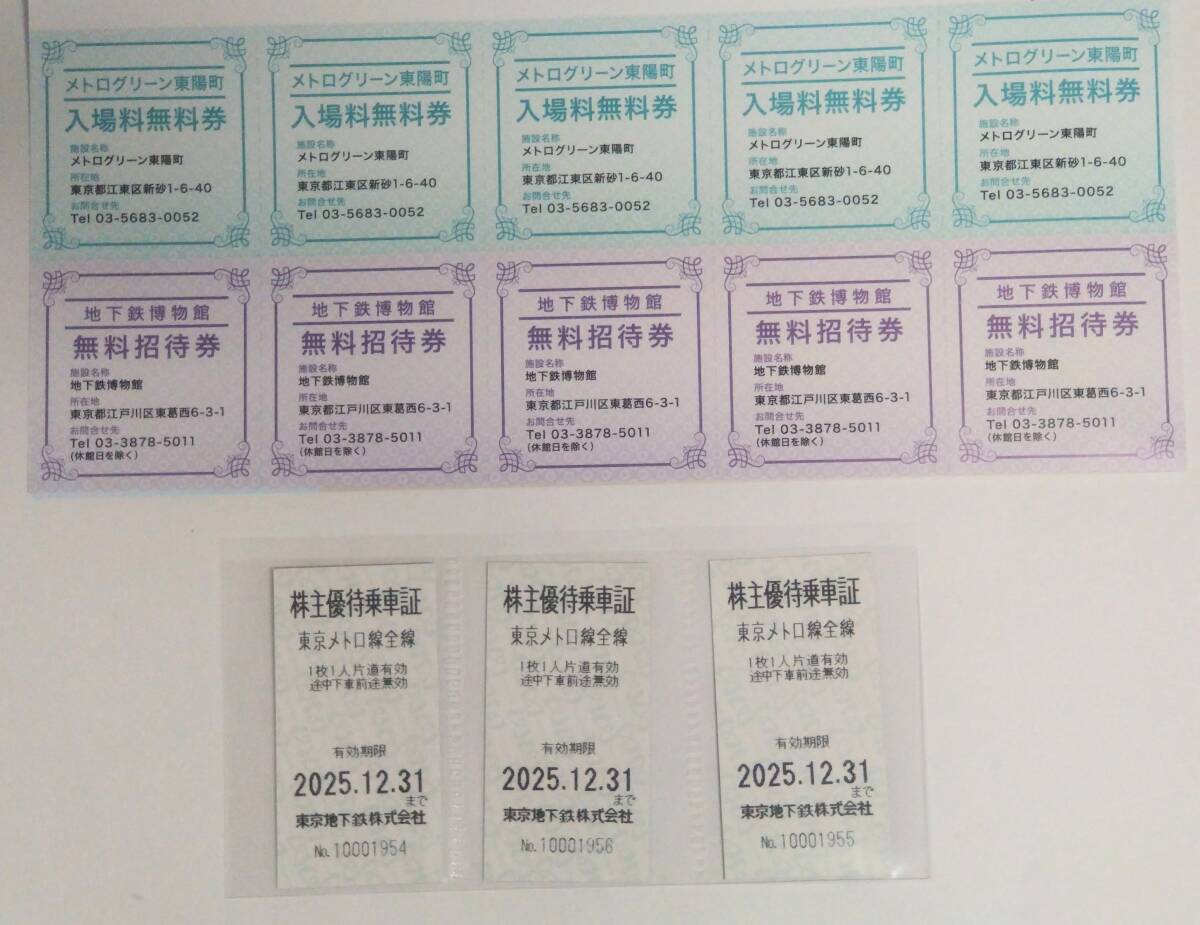 メトログリーン東陽町
入場料無料券
施設名称
メトログリーン東陽町
所在地
東京都江東区新砂1-6-40
お問合せ先
Tel 03-5683-0052
メトログリーン東陽町
入場料無料券
施設名称
メトログリーン東陽町
所在地
東京都江東区新砂1-6-40
お問合せ先
Tel 03-5683-0052
メトログリーン東陽町
入場料無料券
施設名称
メトログリーン東陽町
所在地
東京都江東区新砂1-6-40
お問合せ先
Tel 03-5683-0052
メトログリーン東陽町
入場料無料券
施設名称
メトログリーン東陽町
所在地
東京都江東区新砂1-6-40
お問合せ先
Tel 03-5683-0052
メトログリーン東陽町
入場料無料券
施設名称
メトログリーン東陽町
所在地
東京都江東区新砂1-6-40
お問合せ先
Tel 03-5683-0052
地下鉄博物館
無料招待券
施設名称
地下鉄博物館
所在地
東京都江戸川区東葛西6-3-1
お問合せ先
Tel 03-3878-5011
(休館日を除く)
地下鉄博物館
無料招待券
施設名称
地下鉄博物館
所在地
東京都江戸川区東葛西6-3-1
お問合せ先
Tel 03-3878-5011
(休館日を除く)
地下鉄博物館
無料招待券
施設名称
地下鉄博物館
所在地
東京都江戸川区東葛西6-3-1
お問合せ先
Tel 03-3878-5011
(休館日を除く)
地下鉄博物館
無料招待券
施設名称
地下鉄博物館
所在地
東京都江戸川区東葛西6-3-1
お問合せ先
Tel 03-3878-5011
(休館日を除く)
地下鉄博物館
無料招待券
施設名称
地下鉄博物館
所在地
東京都江戸川区東葛西6-3-1
お問合せ先
Tel 03-3878-5011
(休館日を除く)
株主優待乗車証
東京メトロ線全線
1枚1人片道有効
途中下車前途無効
有効期限
2025.12.31
まで
東京地下鉄株式会社
No.10001954
株主優待乗車証
東京メトロ線全線
1枚1人片道有効
途中下車前途無効
有効期限
2025.12.31
まで
東京地下鉄株式会社
No.10001956
株主優待乗車証
東京メトロ線全線
1枚1人片道有効
途中下車前途無効
有効期限
2025.12.31
まで
東京地下鉄株式会社
No.10001955